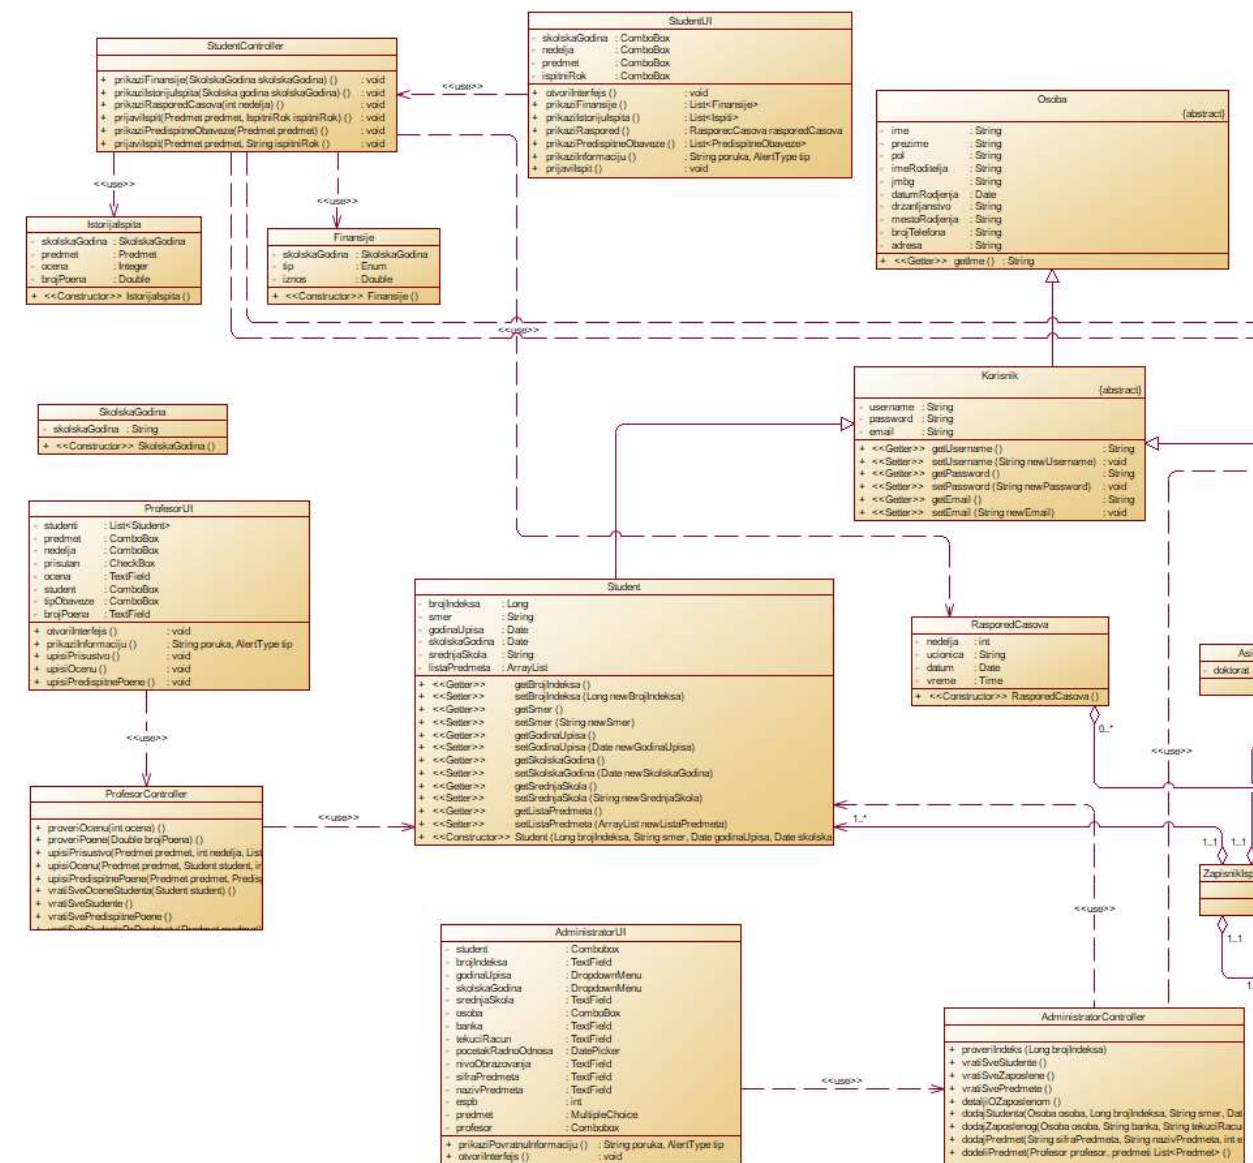 StudentUI
- skolskaGodina : ComboBox
- nedelja : ComboBox
- predmet : ComboBox
- ispitniRok : ComboBox
+ otvoriInterfejs () : void
+ prikaziFinansije () : List<Finansije>
+ prikaziIstorijuIspita () : List<Ispiti>
+ prikaziRaspored () : RasporecCasova rasporedCasova
+ prikaziPredispitneObaveze () : List<PredispitneObaveze>
+ prikaziInformaciju () : String poruka, AlertType tip
+ prijaviIspit () : void
StudentController
+ prikaziFinansije(SkolskaGodina skolskaGodina) () : void
+ prikaziIstorijuIspita(Skolska godina skolskaGodina) () : void
+ prikaziRasporedCasova(int nedelja) () : void
+ prijaviIspit(Predmet predmet, IspitniRok ispitniRok) () : void
+ prikaziPredispitneObaveze(Predmet predmet) () : void
+ prijaviIspit(Predmet predmet, String ispitniRok () : void
<<use>>
Osoba
{abstract}
- ime : String
- prezime : String
- pol : String
- imeRoditelja : String
- jmbg : String
- datumRodjenja : Date
- drzanljanstvo : String
- mestoRodjenja : String
- brojTelefona : String
- adresa : String
+ <<Getter>> getIme () : String
<<use>>
<<use>>
IstorijaIspita
- skolskaGodina : SkolskaGodina
- predmet : Predmet
- ocena : Integer
- brojPoena : Double
+ <<Constructor>> IstorijaIspita ()
Finansije
- skolskaGodina : SkolskaGodina
- tip : Enum
- iznos : Double
+ <<Constructor>> Finansije ()
<<use>>
Korisnik
{abstract}
- username : String
- password : String
- email : String
+ <<Getter>> getUsername () : String
+ <<Setter>> setUsername (String newUsername) : void
+ <<Getter>> getPassword () : String
+ <<Setter>> setPassword (String newPassword) : void
+ <<Getter>> getEmail () : String
+ <<Setter>> setEmail (String newEmail) : void
SkolskaGodina
- skolskaGodina : String
+ <<Constructor>> SkolskaGodina ()
ProfesorUI
- studenti : List<Student>
- predmet : ComboBox
- nedelja : ComboBox
- prisutan : CheckBox
- ocena : TextField
- student : ComboBox
- tipObaveze : ComboBox
- brojPoena : TextField
+ otvoriInterfejs () : void
+ prikaziInformaciju () : String poruka, AlertType tip
+ upisiPrisustvo () : void
+ upisiOcenu () : void
+ upisiPredispitnePoene () : void
Student
- brojIndeksa : Long
- smer : String
- godinaUpisa : Date
- skolskaGodina : Date
- srednjaSkola : String
- listaPredmeta : ArrayList
+ <<Getter>> getBrojIndeksa ()
+ <<Setter>> setBrojIndeksa (Long newBrojIndeksa)
+ <<Getter>> getSmer ()
+ <<Setter>> setSmer (String newSmer)
+ <<Getter>> getGodinaUpisa ()
+ <<Setter>> setGodinaUpisa (Date newGodinaUpisa)
+ <<Getter>> getSkolskaGodina ()
+ <<Setter>> setSkolskaGodina (Date newSkolskaGodina)
+ <<Getter>> getSrednjaSkola ()
+ <<Setter>> setSrednjaSkola (String newSrednjaSkola)
+ <<Getter>> getListaPredmeta ()
+ <<Setter>> setListaPredmeta (ArrayList newListaPredmeta)
+ <<Constructor>> Student (Long brojIndeksa, String smer, Date godinaUpisa, Date skolska
RasporedCasova
- nedelja : int
- ucionica : String
- datum : Date
- vreme : Time
+ <<Constructor>> RasporedCasova ()
0..*
Asi
- doktorat
<<use>>
<<use>>
ProfesorController
+ proveriOcenu(int ocena) ()
+ proveriPoene(Double brojPoena) ()
+ upisiPrisustvo(Predmet predmet, int nedelja, List
+ upisiOcenu(Predmet predmet, Student student, in
+ upisiPredispitnePoene(Predmet predmet, Predisp
+ vratiSveOceneStudenta(Student student) ()
+ vratiSveStudente ()
+ vratiSvePredispitnePoene ()
<<use>>
1..*
1..1 1..1
ZapisnikIsp
1..1
1.
<<use>>
AdministratorUI
- student : Combobox
- brojIndeksa : TextField
- godinaUpisa : DropdownMenu
- skolskaGodina : DropdownMenu
- srednjaSkola : TextField
- osoba : ComboBox
- banka : TextField
- tekuciRacun : TextField
- pocetakRadnoOdnosa : DatePicker
- nivoObrazovanja : TextField
- sifraPredmeta : TextField
- nazivPredmeta : TextField
- espb : int
- predmet : MultipleChoice
- profesor : Combobox
+ prikaziPovratnuInformaciju () : String poruka, AlertType tip
+ otvoriInterfejs () : void
<<use>>
AdministratorController
+ proveriIndeks (Long brojIndeksa)
+ vratiSveStudente ()
+ vratiSveZaposlene ()
+ vratiSvePredmete ()
+ detaljiOZaposlenom ()
+ dodajStudenta(Osoba osoba, Long brojIndeksa, String smer, Dat
+ dodajZaposlenog(Osoba osoba, String banka, String tekuciRacu
+ dodajPredmet(String sifraPredmeta, String nazivPredmeta, int e
+ dodeliPredmet(Profesor profesor, predmeti List<Predmet> ()